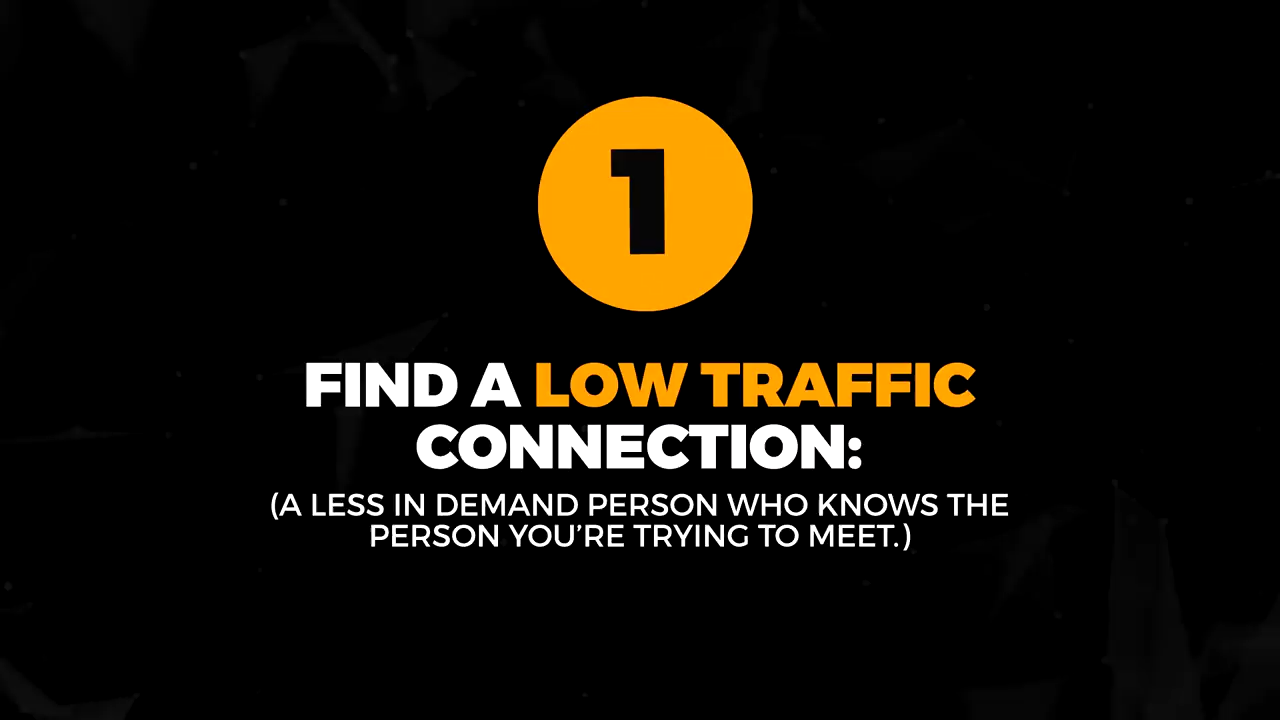 1
FIND A LOW TRAFFIC
CONNECTION:
(A LESS IN DEMAND PERSON WHO KNOWS THE
PERSON YOU’RE TRYING TO MEET.)